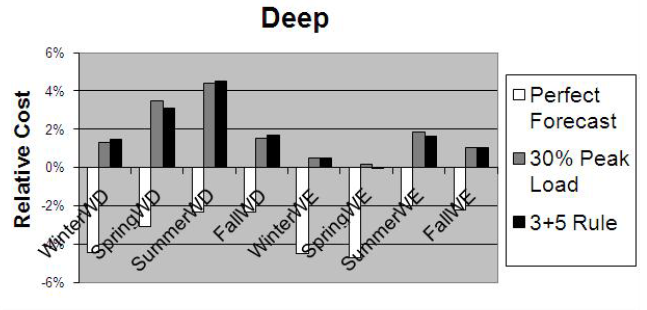 Deep
6%
4%
2%
0%
-2%
-4%
-6%
Relative Cost
WinterWD
SpringWD
SummerWD
FallWD
WinterWE
SpringWE
SummerWE
FallWE
Perfect
Forecast
30% Peak
Load
3+5 Rule